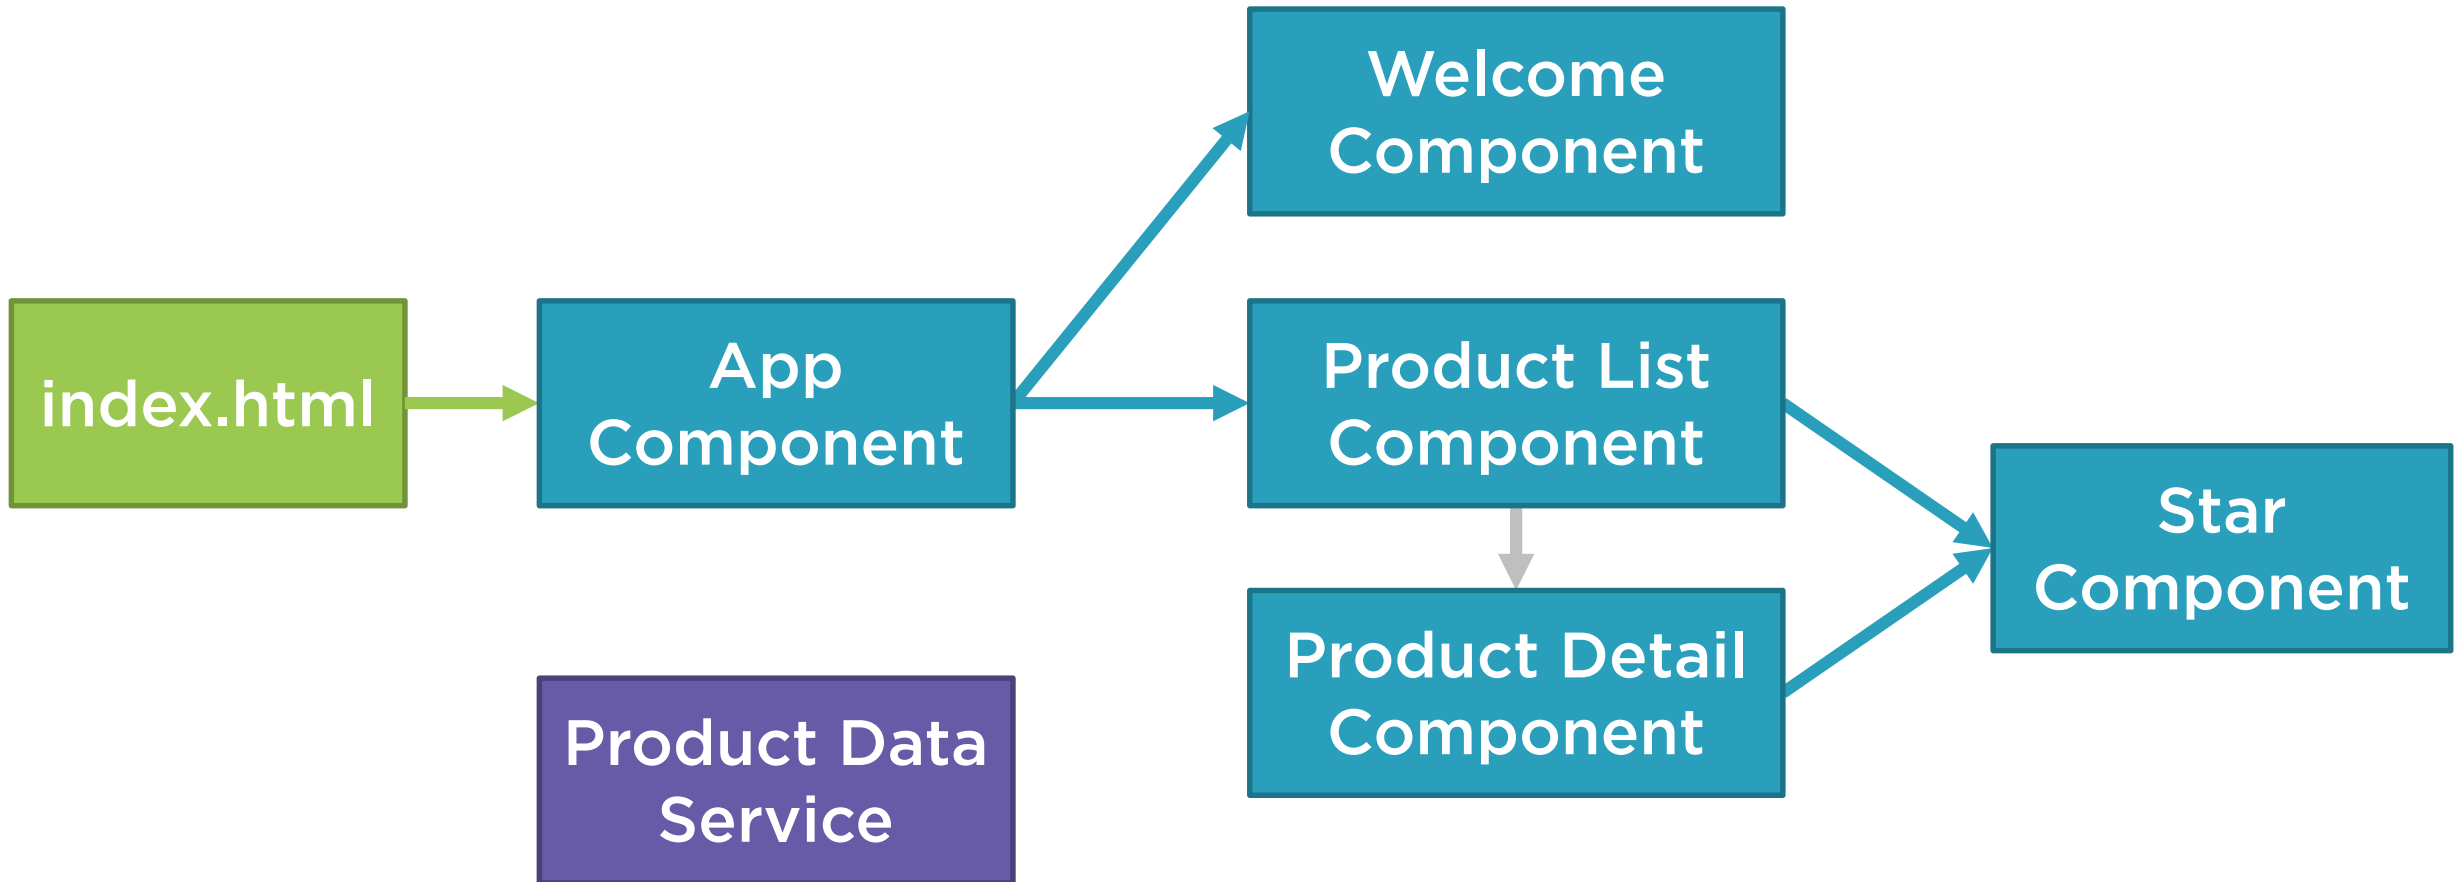 Welcome
Component
index.html
App
Component
Product List
Component
Star
Component
Product Detail
Component
Product Data
Service